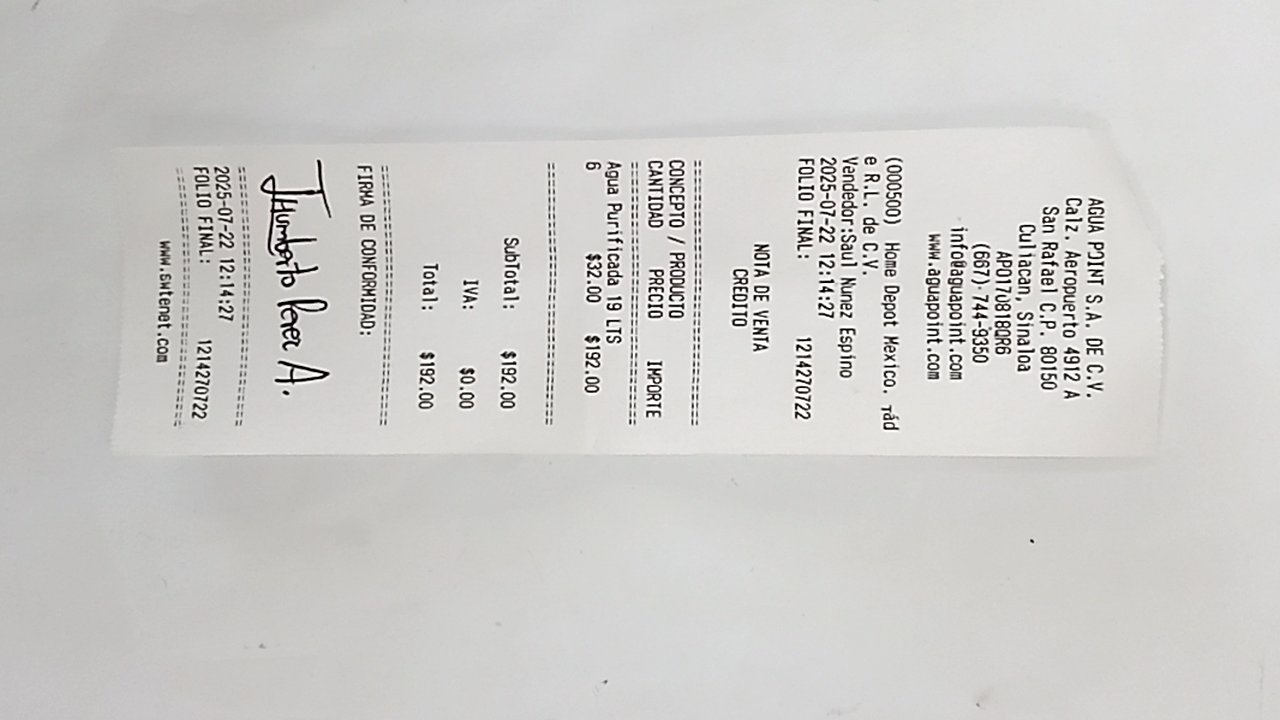 AGUA POINT S.A. DE C.V.
Calz. Aeropuerto 4912 A
San Rafael C.P. 80150
Culiacan, Sinaloa
APO170818QR6
(667)-744-9350
info@aguapoint.com
www.aguapoint.com
(000500) Home Depot Mexico,
e R.L. de C.V.
Vendedor:Saul Nunez Espino
2025-07-22 12:14:27
FOLIO FINAL: 1214270722
NOTA DE VENTA
CREDITO
CONCEPTO / PRODUCTO
CANTIDAD PRECIO IMPORTE
Agua Purificada 19 LTS
6 $32.00 $192.00
SubTotal: $192.00
IVA: $0.00
Total: $192.00
FIRMA DE CONFORMIDAD:
J Humberto Perez A.
2025-07-22 12:14:27
FOLIO FINAL: 1214270722
www.ewtenet.com